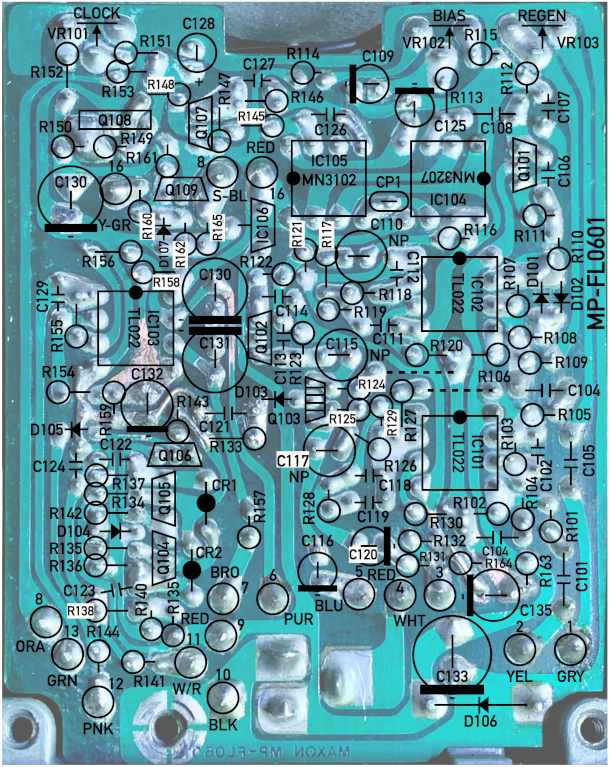 CLOCK
BIAS
REGEN
VR101
VR102
VR103
R151
C128
C127
R114
C109
R115
R152
R153
R148
R147
R146
R112
R113
C107
Q108
Q107
R145
C126
C125
C108
R150
R149
RED
IC105
MN3102
MN3207
IC104
Q101
C106
R161
16
8
Q109
S-BL
16
CP1
C130
Y-GR
R160
D107
R162
R165
IC106
R121
R117
C110
NP
R116
R111
R110
MP-FL0601
R156
R158
C130
R122
C112
R118
R107
D101
D102
C129
TL022
IC103
C114
R119
TL022
IC102
R155
Q102
C113
R123
C111
R108
C131
C115
NP
R120
R106
R109
R154
C132
R159
R143
D103
Q103
R124
C104
C121
R125
R129
R127
R105
D105
R133
Q106
C117
NP
R126
TL022
IC101
R103
C102
C105
C124
C122
R137
R134
CR1
C118
R142
Q105
R157
R128
C119
R130
R102
R104
R101
D104
R135
Q104
CR2
C116
C120
R132
C104
R136
R131
R164
R163
C101
C123
R140
R135
BRO
7
6
PUR
BLU
5
RED
4
WHT
3
C135
R138
8
ORA
RED
9
13
GRN
R144
11
W/R
R141
C133
2
YEL
1
GRY
12
PNK
10
BLK
D106
MAXON MP-FL060